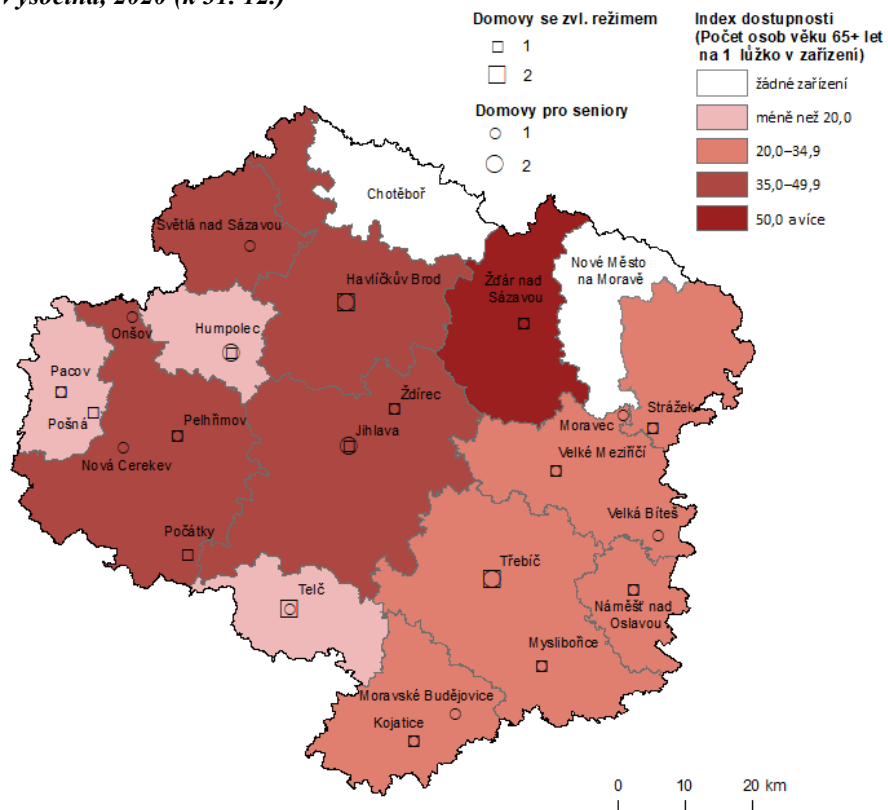 Vysočina, 2020 (k 31. 12.)
Domovy se zvl. režimem
1
2
Domovy pro seniory
1
2
Index dostupnosti
(Počet osob věku 65+ let
na 1 lůžko v zařízení)
žádné zařízení
méně než 20,0
20,0–34,9
35,0–49,9
50,0 a více
Chotěboř
Světlá nad Sázavou
Havlíčkův Brod
Žďár nad
Sázavou
Nové Město
na Moravě
Onšov
Humpolec
Pacov
Pošná
Pelhřimov
Nová Cerekev
Ždírec
Jihlava
Moravec
Strážek
Velké Meziříčí
Velká Bíteš
Počátky
Telč
Třebíč
Náměšť nad
Oslavou
Myslibořice
Moravské Budějovice
Kojatice
0 10 20 km